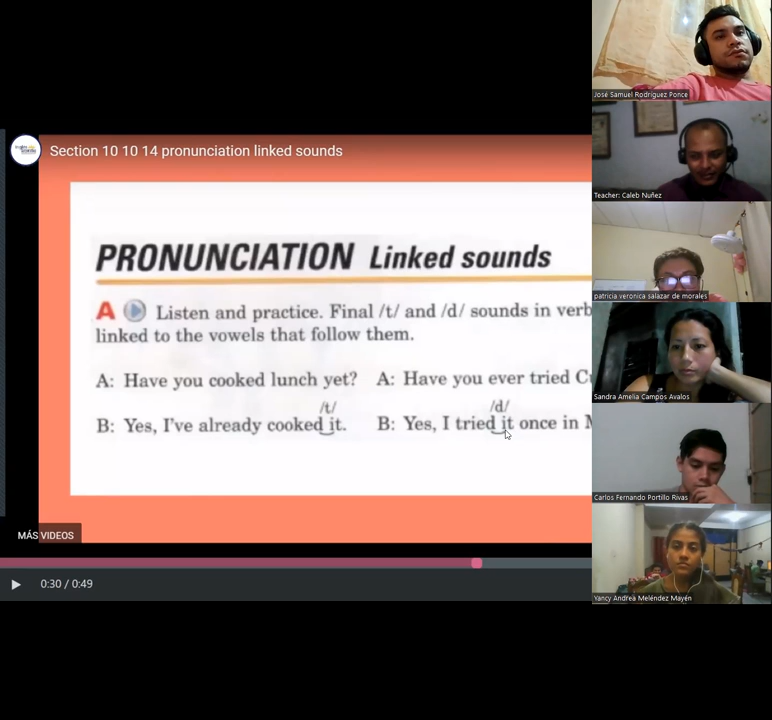 Section 10 10 14 pronunciation linked sounds
PRONUNCIATION Linked sounds
A Listen and practice. Final /t/ and /d/ sounds in verb
linked to the vowels that follow them.
A: Have you cooked lunch yet? A: Have you ever tried
/t/ /d/
B: Yes, I've already cooked it. B: Yes, I tried it once in
MÁS VIDEOS
0:30 / 0:49
José Samuel Rodríguez Ponce
Teacher: Caleb Nuñez
patricia veronica salazar de morales
Sandra Amelia Campos Avalos
Carlos Fernando Portillo Rivas
Yancy Andrea Meléndez Mayén